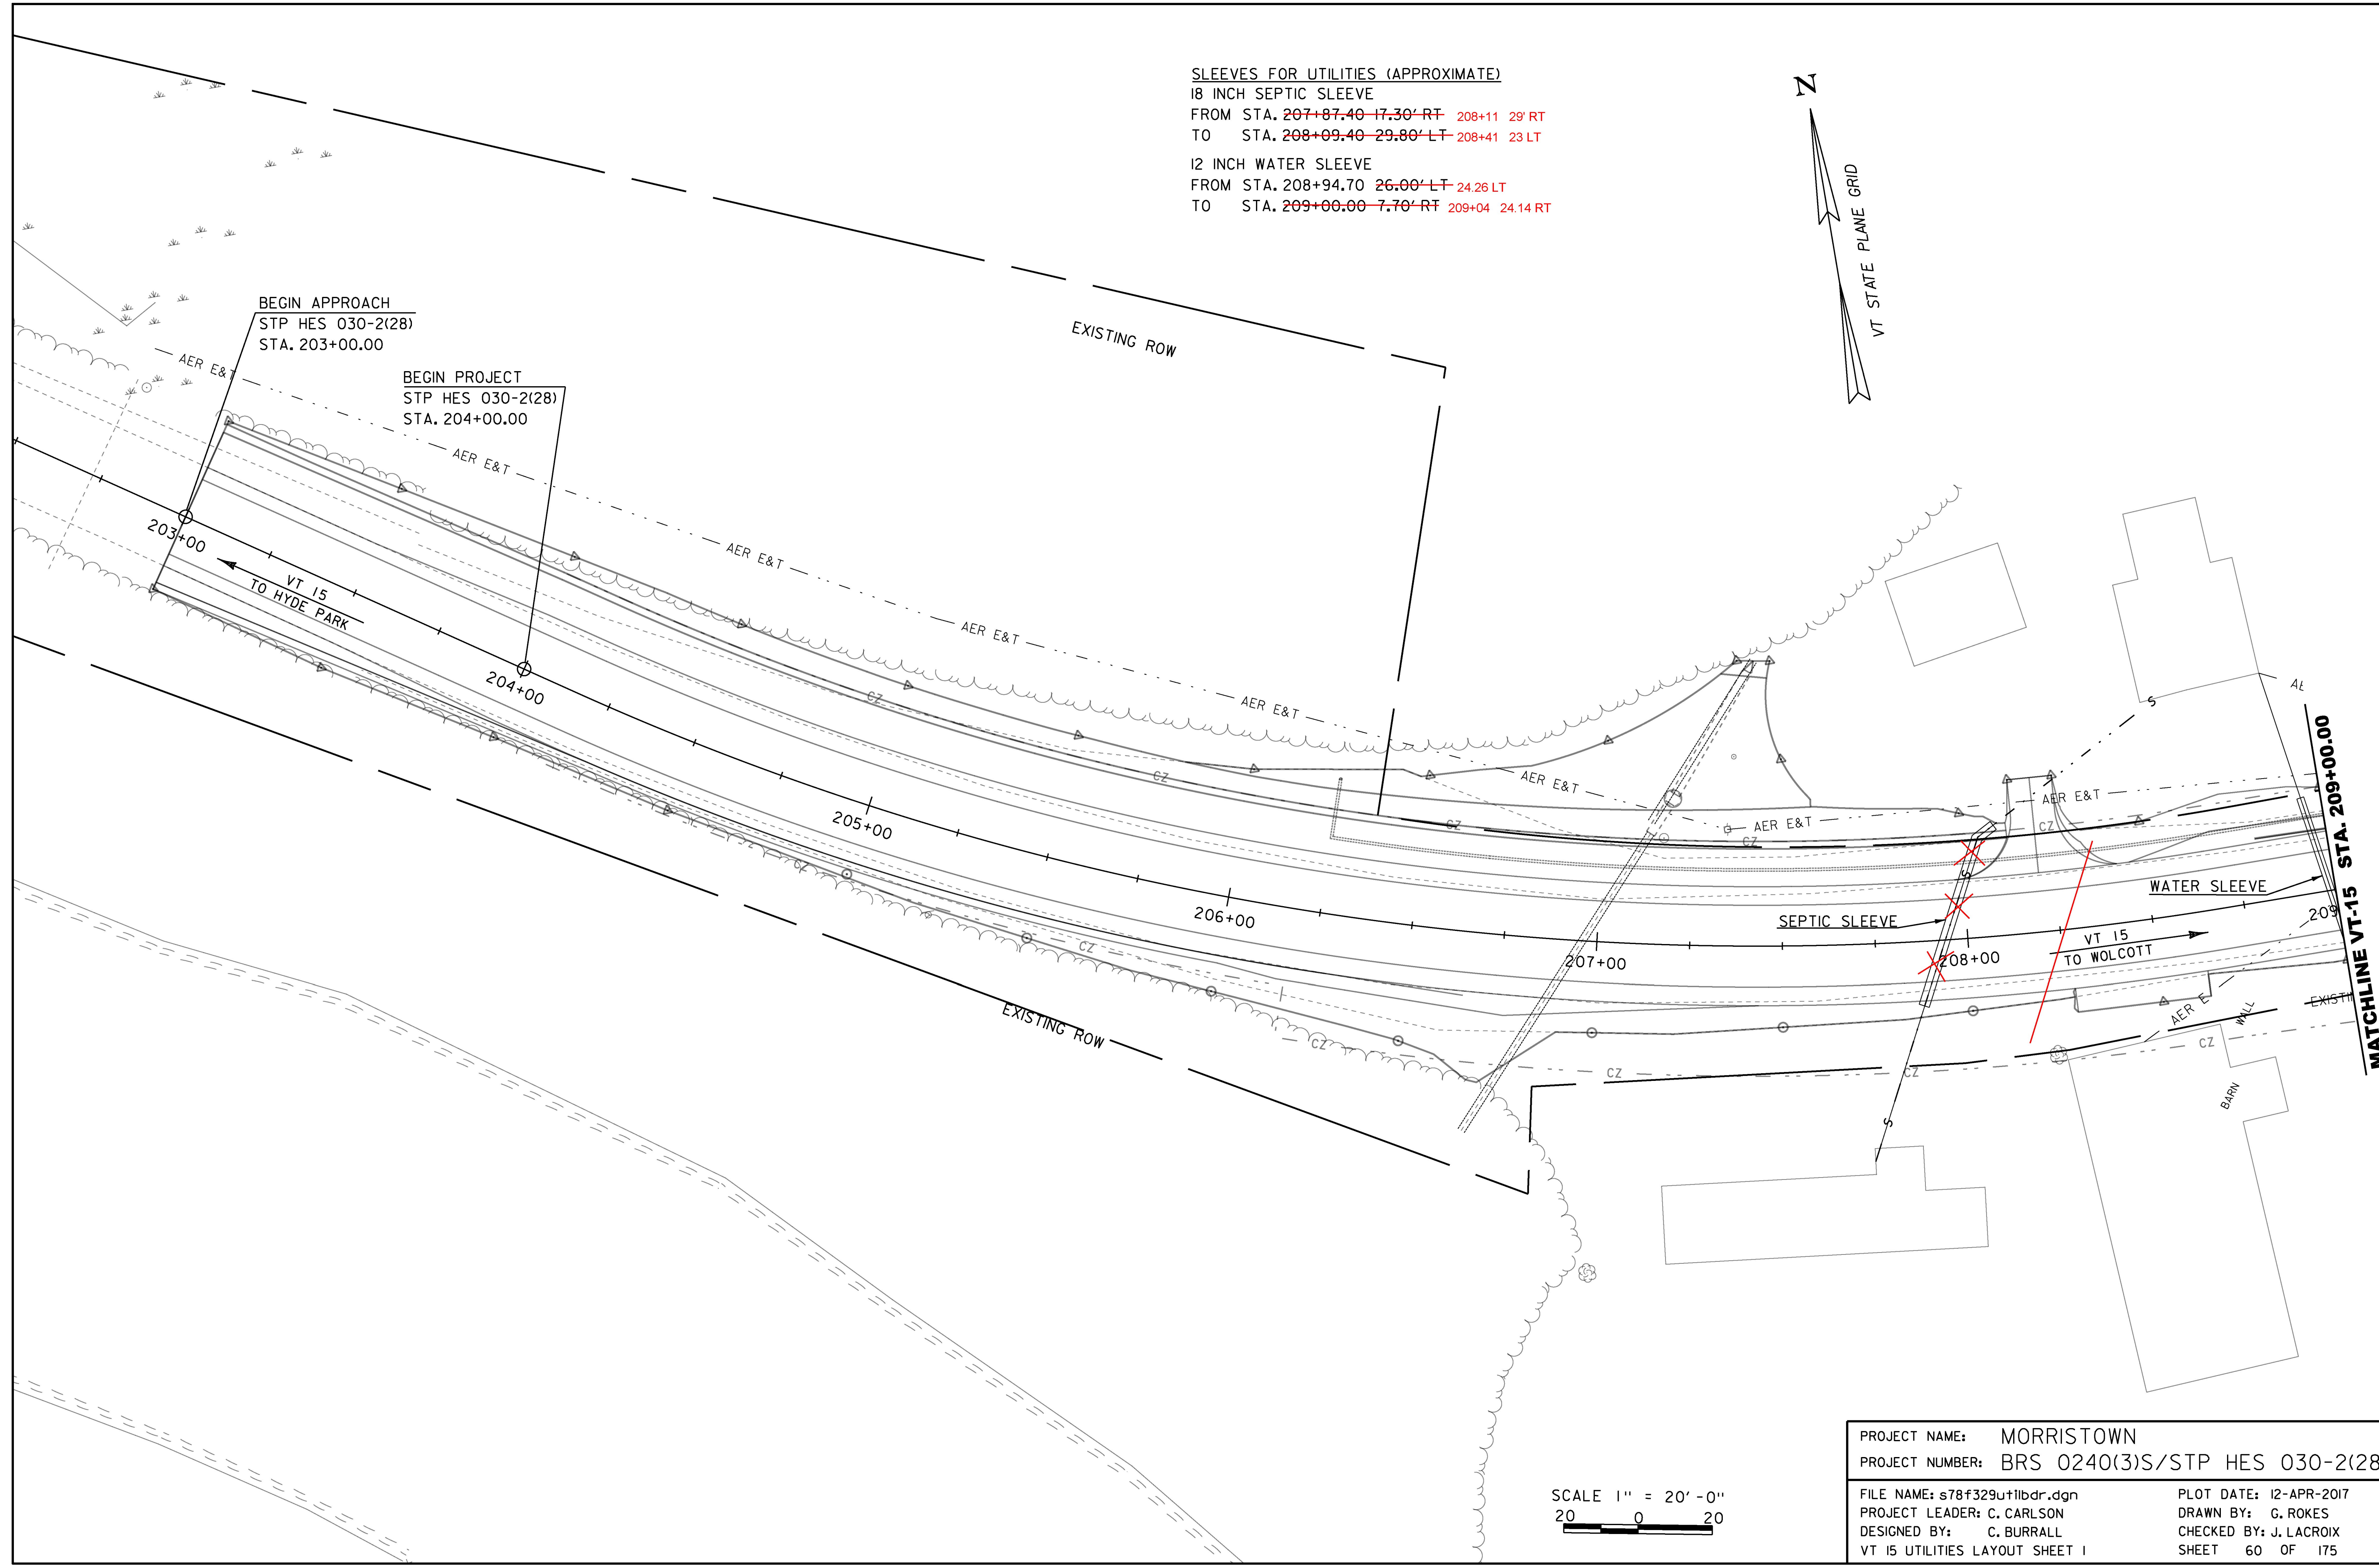 SLEEVES FOR UTILITIES (APPROXIMATE)
18 INCH SEPTIC SLEEVE
FROM STA. 207+87.40 17.30' RT 208+11 29' RT
TO STA. 208+09.40 29.80' LT 208+41 23 LT
12 INCH WATER SLEEVE
FROM STA. 208+94.70 26.00' LT 24.26 LT
TO STA. 209+00.00 7.70' RT 209+04 24.14 RT
N
VT STATE PLANE GRID
BEGIN APPROACH
STP HES 030-2(28)
STA. 203+00.00
BEGIN PROJECT
STP HES 030-2(28)
STA. 204+00.00
EXISTING ROW
AER E&T
AER E&T
AER E&T
AER E&T
AER E&T
AER E&T
AER E&T
AER E&T
AE
203+00
VT 15
TO HYDE PARK
204+00
205+00
206+00
207+00
208+00
209
CZ
CZ
CZ
CZ
CZ
CZ
CZ
CZ
CZ
CZ
CZ
S
S
S
SEPTIC SLEEVE
WATER SLEEVE
VT 15
TO WOLCOTT
MATCHLINE VT-15 STA. 209+00.00
EXISTING ROW
AER E
WALL
EXISTI
BARN
SCALE 1" = 20'-0"
20 0 20
PROJECT NAME: MORRISTOWN
PROJECT NUMBER: BRS 0240(3)S/STP HES 030-2(28
FILE NAME: s78f329utilbdr.dgn PLOT DATE: 12-APR-2017
PROJECT LEADER: C. CARLSON DRAWN BY: G. ROKES
DESIGNED BY: C. BURRALL CHECKED BY: J. LACROIX
VT 15 UTILITIES LAYOUT SHEET 1 SHEET 60 OF 175